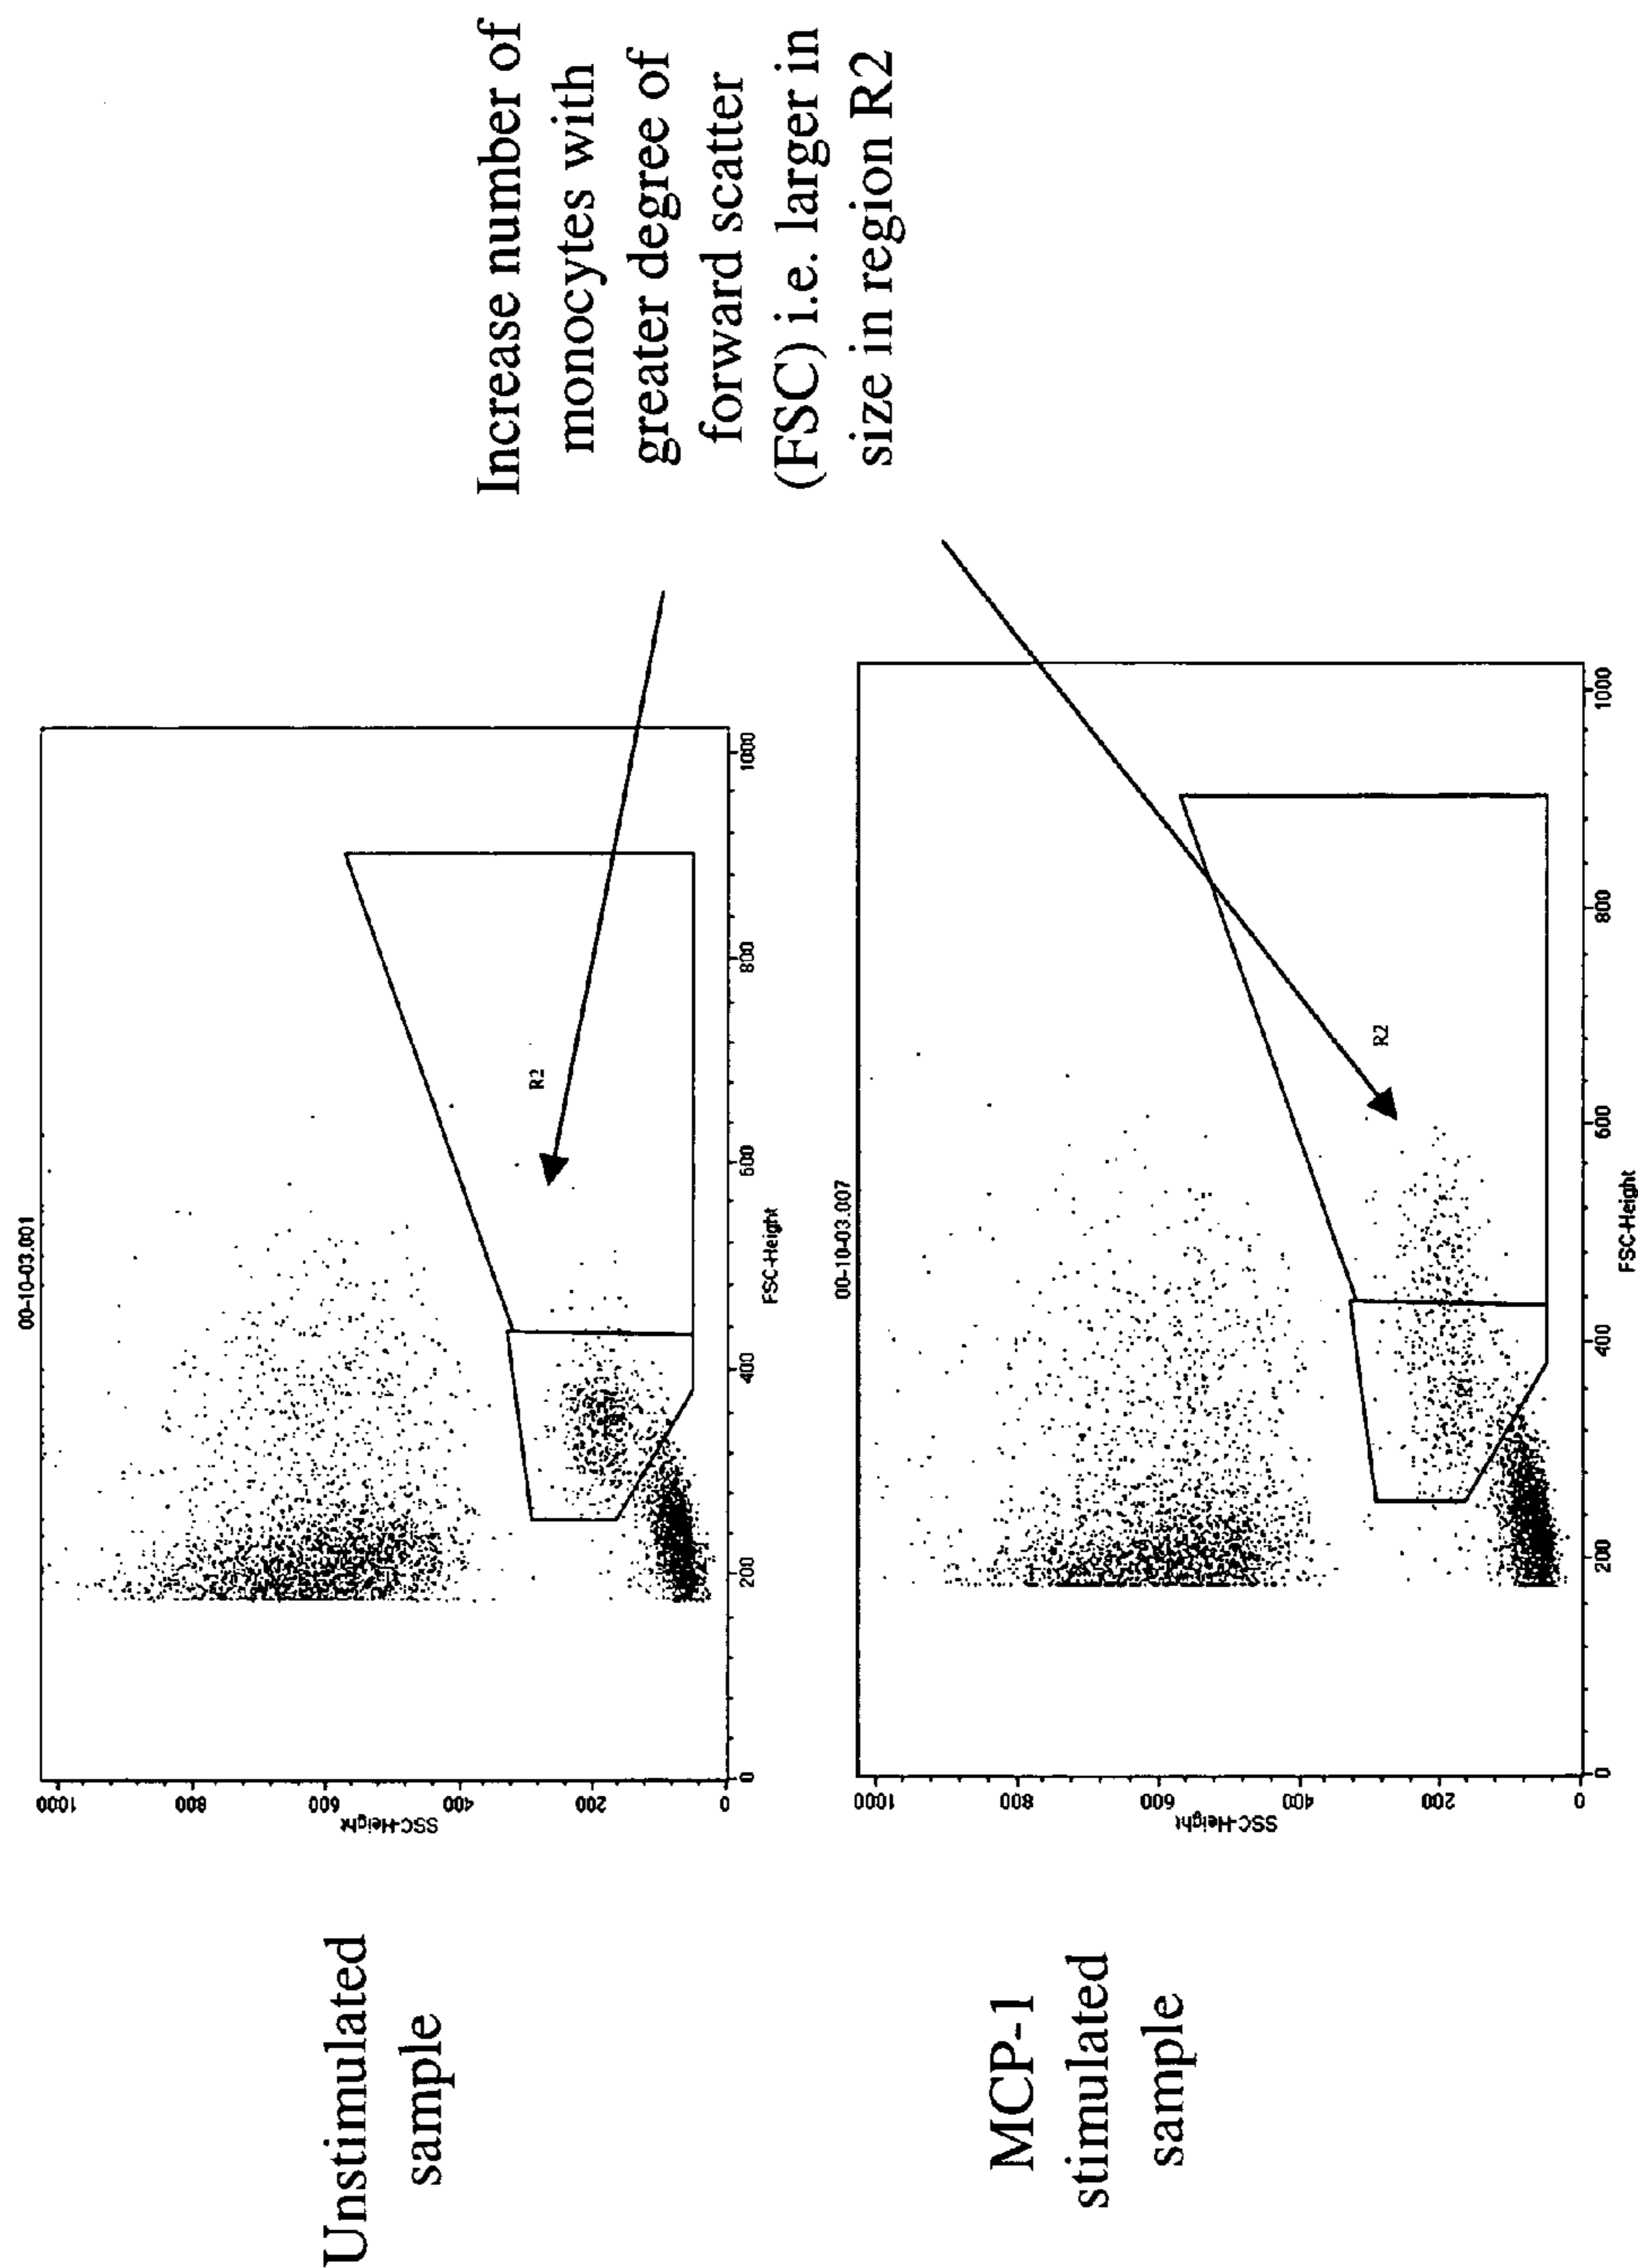 Unstimulated
sample
00-10-03.001
1000
800
600
400
200
0
SSC-Height
R2
0
200
400
600
800
1000
FSC-Height
MCP-1
stimulated
sample
00-10-03.007
1000
800
600
400
200
0
SSC-Height
R1
R2
0
200
400
600
800
1000
FSC-Height
Increase number of
monocytes with
greater degree of
forward scatter
(FSC) i.e. larger in
size in region R2